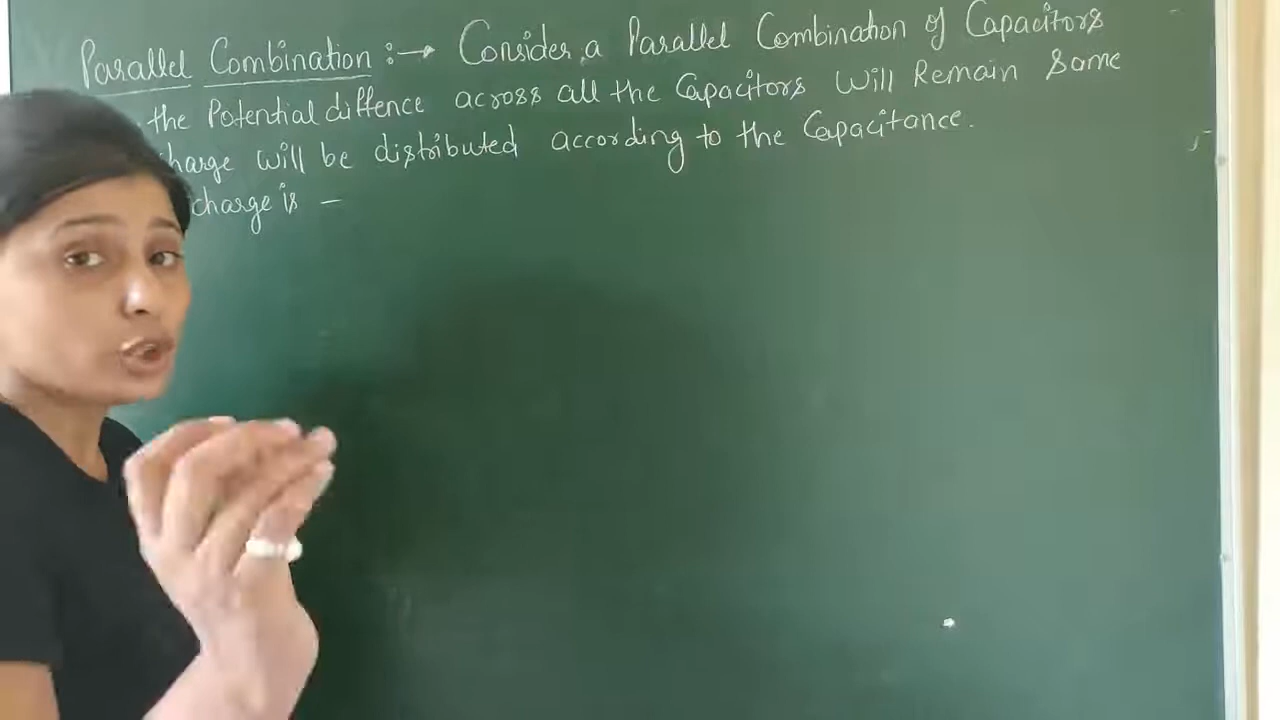 Parallel Combination :→ Consider a Parallel Combination of Capacitors
the Potential diffence across all the Capacitors Will Remain Same
harge will be distributed according to the Capacitance.
charge is –